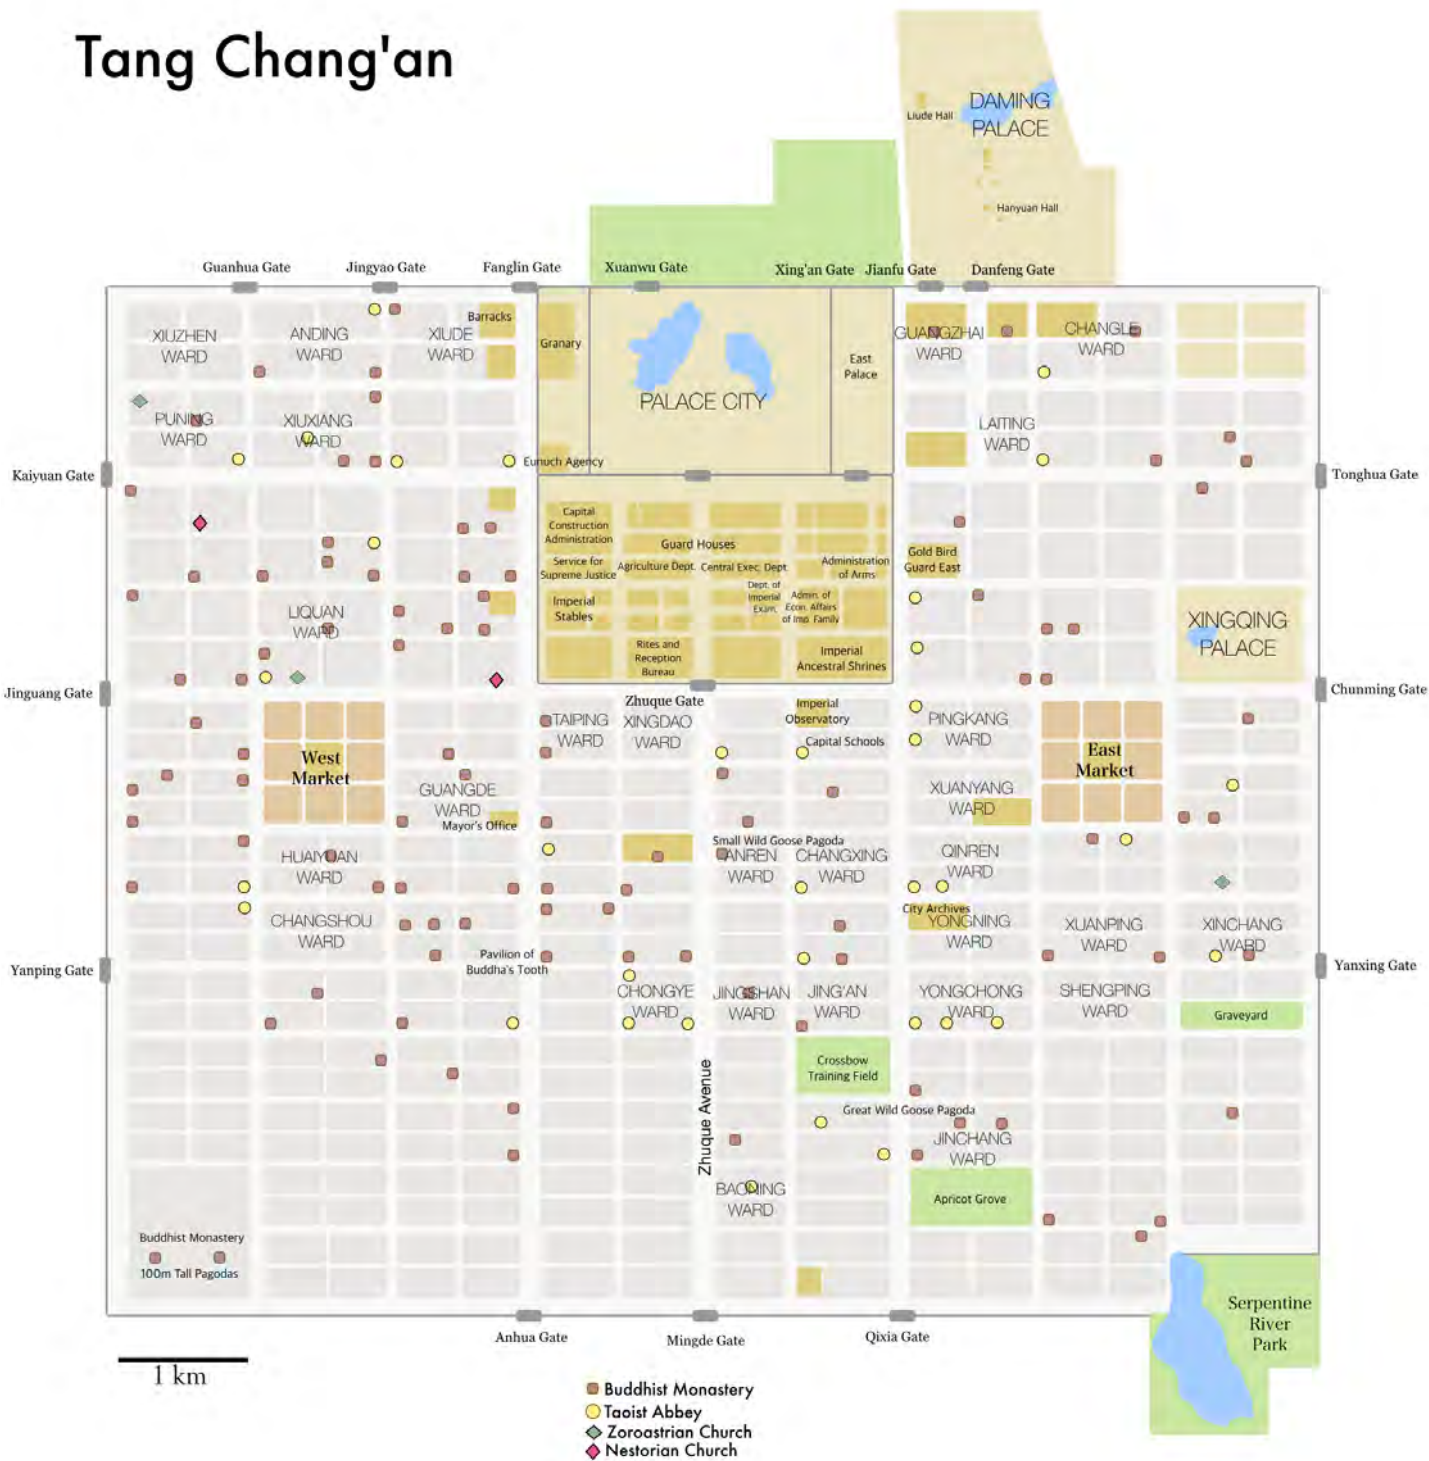 Tang Chang'an
DAMING
PALACE
Liude Hall
Hanyuan Hall
Guanhua Gate
Jingyao Gate
Fanglin Gate
Xuanwu Gate
Xing'an Gate
Jianfu Gate
Danfeng Gate
XIUZHEN
WARD
ANDING
WARD
XIUDE
WARD
Barracks
Granary
East
Palace
PALACE CITY
GUANGZHAI
WARD
CHANGLE
WARD
PUNING
WARD
XIUXIANG
WARD
LAITING
WARD
Eunuch Agency
Kaiyuan Gate
Tonghua Gate
Capital
Construction
Administration
Guard Houses
Service for
Supreme Justice
Agriculture Dept.
Central Exec. Dept.
Administration
of Arms
Gold Bird
Guard East
Imperial
Stables
Dept. of
Imperial
Exam.
Admin. of
Econ. Affairs
of Imp. Family
LIQUAN
WARD
XINGQING
PALACE
Rites and
Reception
Bureau
Imperial
Ancestral Shrines
Jinguang Gate
Chunming Gate
Zhuque Gate
Imperial
Observatory
TAIPING
WARD
XINGDAO
WARD
Capital Schools
PINGKANG
WARD
West
Market
East
Market
GUANGDE
WARD
Mayor's Office
XUANYANG
WARD
Small Wild Goose Pagoda
HUAIYUAN
WARD
ANREN
WARD
CHANGXING
WARD
QINREN
WARD
City Archives
CHANGSHOU
WARD
YONGNING
WARD
XUANPING
WARD
XINCHANG
WARD
Pavilion of
Buddha's Tooth
Yanping Gate
Yanxing Gate
CHONGYE
WARD
JINGSHAN
WARD
JING'AN
WARD
YONGCHONG
WARD
SHENGPING
WARD
Graveyard
Crossbow
Training Field
Zhuque Avenue
Great Wild Goose Pagoda
JINCHANG
WARD
BAONING
WARD
Apricot Grove
Buddhist Monastery
100m Tall Pagodas
Serpentine
River
Park
Anhua Gate
Mingde Gate
Qixia Gate
1 km
Buddhist Monastery
Taoist Abbey
Zoroastrian Church
Nestorian Church